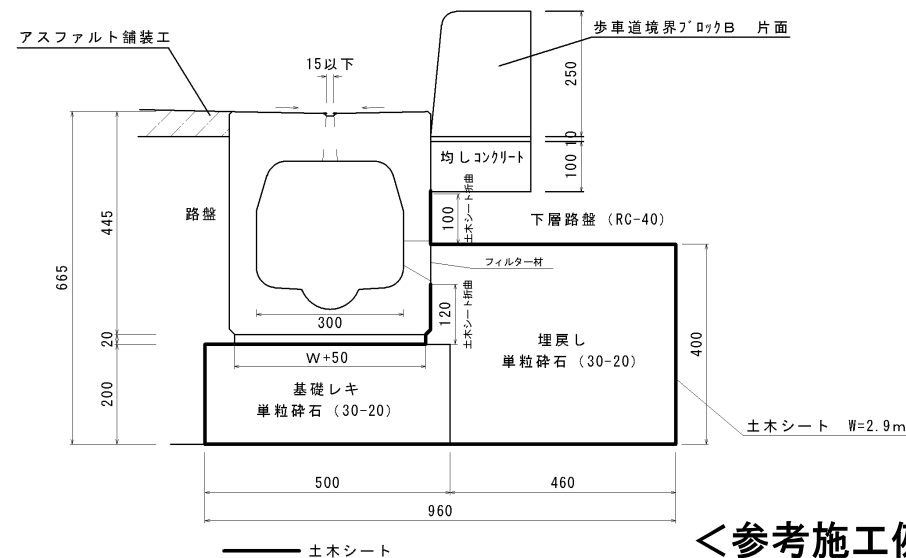 アスファルト舗装工
歩車道境界ブロックB 片面
15以下
250
10
均しコンクリート
100
土木シート折曲
100
路盤
445
下層路盤（RC-40）
665
フィルター材
300
120
土木シート折曲
20
W+50
埋戻し
単粒砕石（30-20）
400
200
基礎レキ
単粒砕石（30-20）
土木シート W=2.9m
500
460
960
土木シート
＜参考施工例